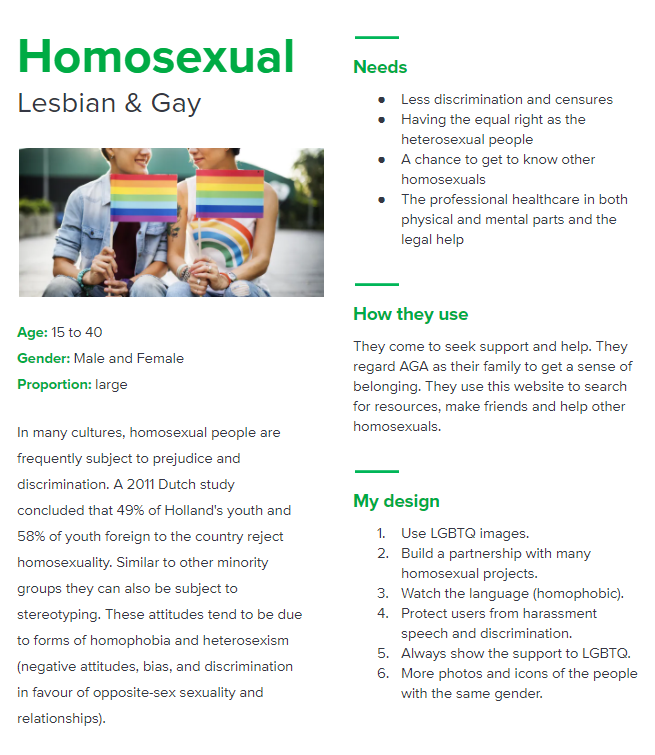 Homosexual
Lesbian & Gay
Age: 15 to 40
Gender: Male and Female
Proportion: large
In many cultures, homosexual people are
frequently subject to prejudice and
discrimination. A 2011 Dutch study
concluded that 49% of Holland's youth and
58% of youth foreign to the country reject
homosexuality. Similar to other minority
groups they can also be subject to
stereotyping. These attitudes tend to be due
to forms of homophobia and heterosexism
(negative attitudes, bias, and discrimination
in favour of opposite-sex sexuality and
relationships).
Needs
● Less discrimination and censures
● Having the equal right as the
heterosexual people
● A chance to get to know other
homosexuals
● The professional healthcare in both
physical and mental parts and the
legal help
How they use
They come to seek support and help. They
regard AGA as their family to get a sense of
belonging. They use this website to search
for resources, make friends and help other
homosexuals.
My design
1. Use LGBTQ images.
2. Build a partnership with many
homosexual projects.
3. Watch the language (homophobic).
4. Protect users from harassment
speech and discrimination.
5. Always show the support to LGBTQ.
6. More photos and icons of the people
with the same gender.